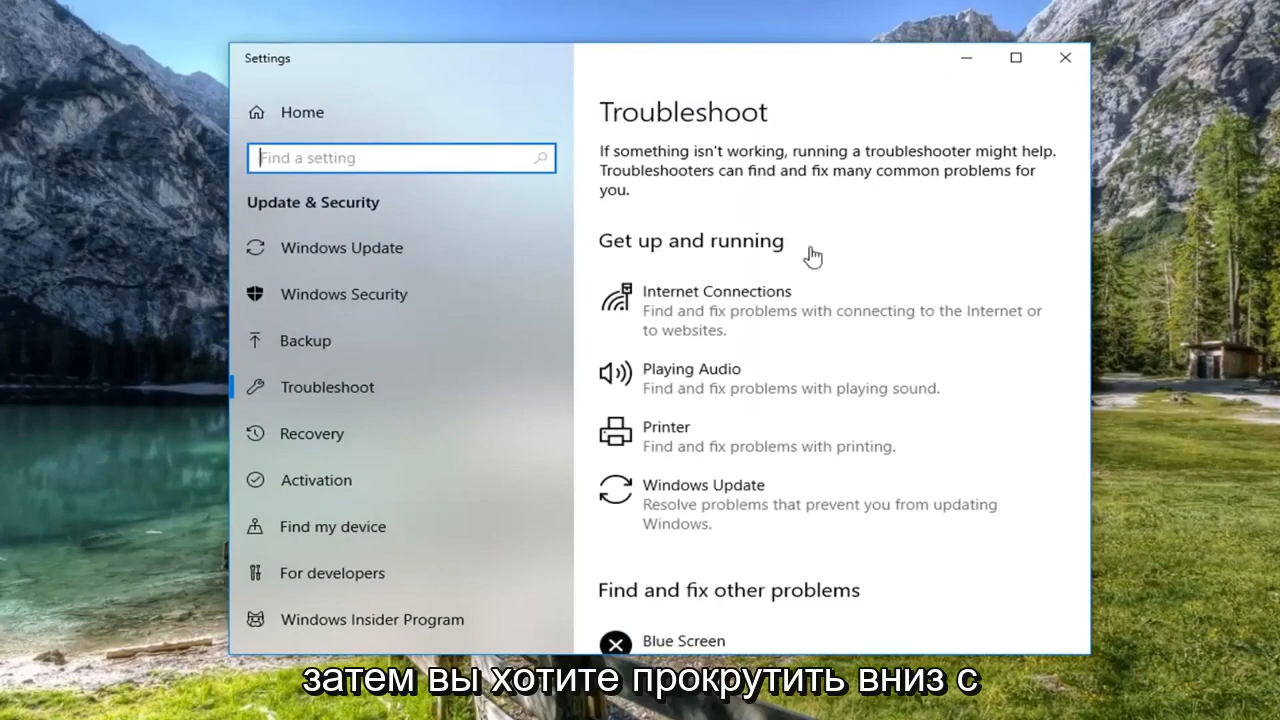 Settings
Home
Find a setting
Update & Security
Windows Update
Windows Security
Backup
Troubleshoot
Recovery
Activation
Find my device
For developers
Windows Insider Program
Troubleshoot
If something isn't working, running a troubleshooter might help.
Troubleshooters can find and fix many common problems for
you.
Get up and running
Internet Connections
Find and fix problems with connecting to the Internet or
to websites.
Playing Audio
Find and fix problems with playing sound.
Printer
Find and fix problems with printing.
Windows Update
Resolve problems that prevent you from updating
Windows.
Find and fix other problems
Blue Screen
затем вы хотите прокрутить вниз с